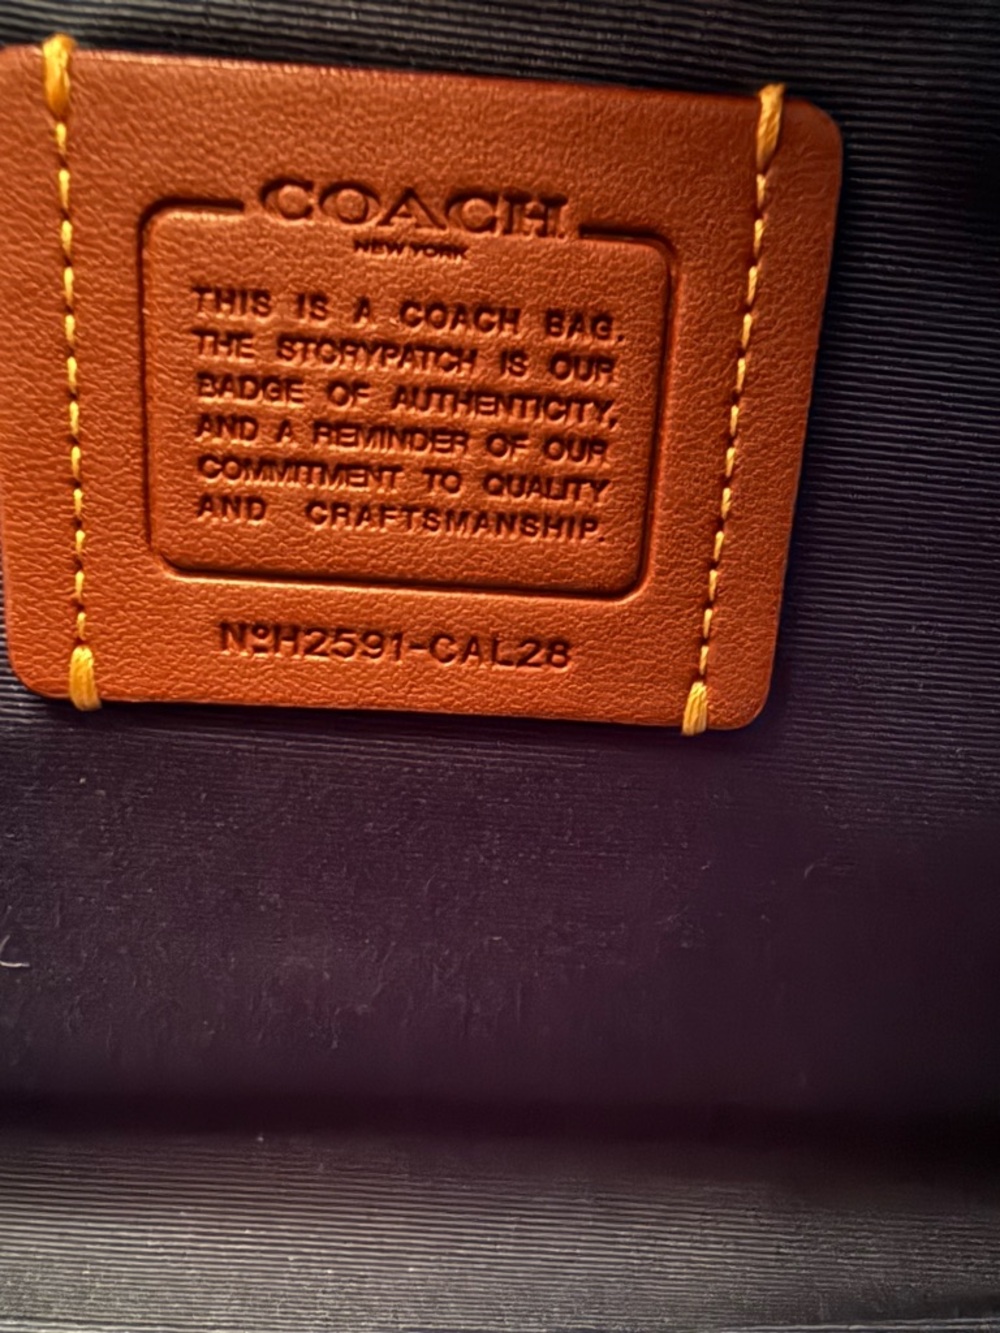 COACH
NEW YORK
THIS IS A COACH BAG.
THE STORYPATCH IS OUR
BADGE OF AUTHENTICITY,
AND A REMINDER OF OUR
COMMITMENT TO QUALITY
AND CRAFTSMANSHIP.
NºH2591-CAL28